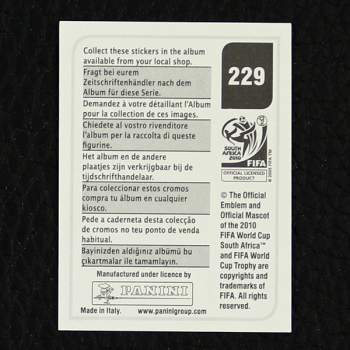 Collect these stickers in the album
available from your local shop.
Fragt bei eurem
Zeitschriftenhändler nach dem
Album für diese Serie.
Demandez à votre détaillant l'Album
pour la collection de ces images.
Chiedete al vostro rivenditore
l'album per la raccolta di queste
figurine.
Het album en de andere
plaatjes zijn verkrijgbaar bij de
tijdschrifthandelaar.
Para coleccionar estos cromos
compra tu álbum en cualquier
kiosco.
Pede a caderneta desta colecção
de cromos no teu ponto de venda
habitual.
Bayinizden aldığınız albümü bu
çıkartmalar ile tamamlayın.
Manufactured under licence by
PANINI
Made in Italy. www.paninigroup.com
229
SOUTH AFRICA
2010
FIFA
OFFICIAL LICENSED
PRODUCT
© The Official
Emblem and
Official Mascot
of the 2010
FIFA World Cup
South Africa™
and FIFA World
Cup Trophy are
copyrights and
trademarks of
FIFA. All rights
reserved.